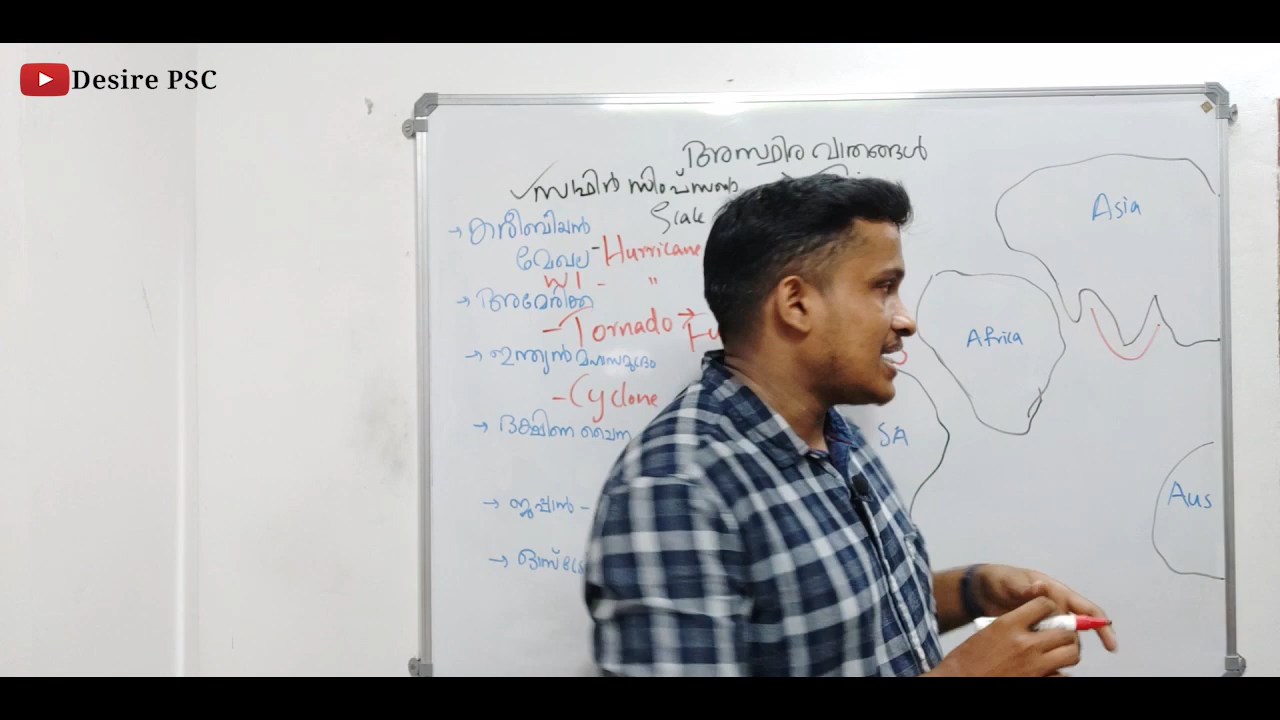 Desire PSC
അസ്ഥിര വാതങ്ങൾ
സഫിൻ സിംപ്സൺ
Scale
→ കരീബിയൻ
മേഖല - Hurricane
WI - "
→ അമേരിക്ക
- Tornado →
→ ഇന്ത്യൻ മഹാസമുദ്രം
- Cyclone
→ ദക്ഷിണ ചൈന
→ ജപ്പാൻ -
Asia
Africa
SA
Aus